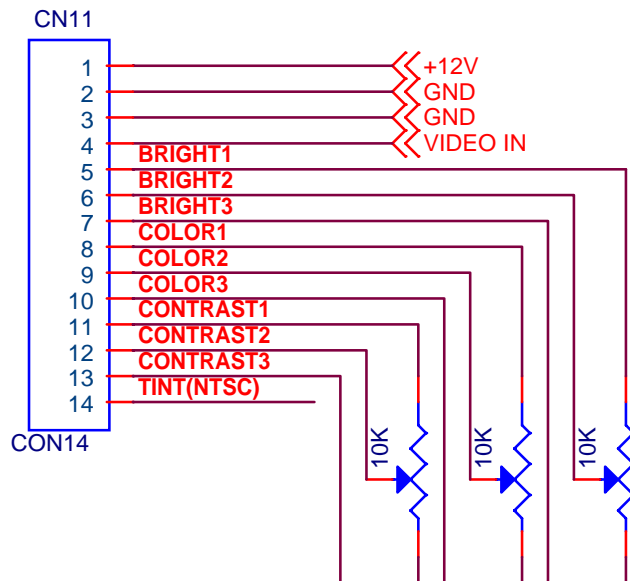 CN11
1 +12V
2 GND
3 GND
4 VIDEO IN
BRIGHT1
5
BRIGHT2
6
BRIGHT3
7
COLOR1
8
COLOR2
9
COLOR3
10
CONTRAST1
11
CONTRAST2
12
CONTRAST3
13
TINT(NTSC)
14
CON14
10K 10K 10K